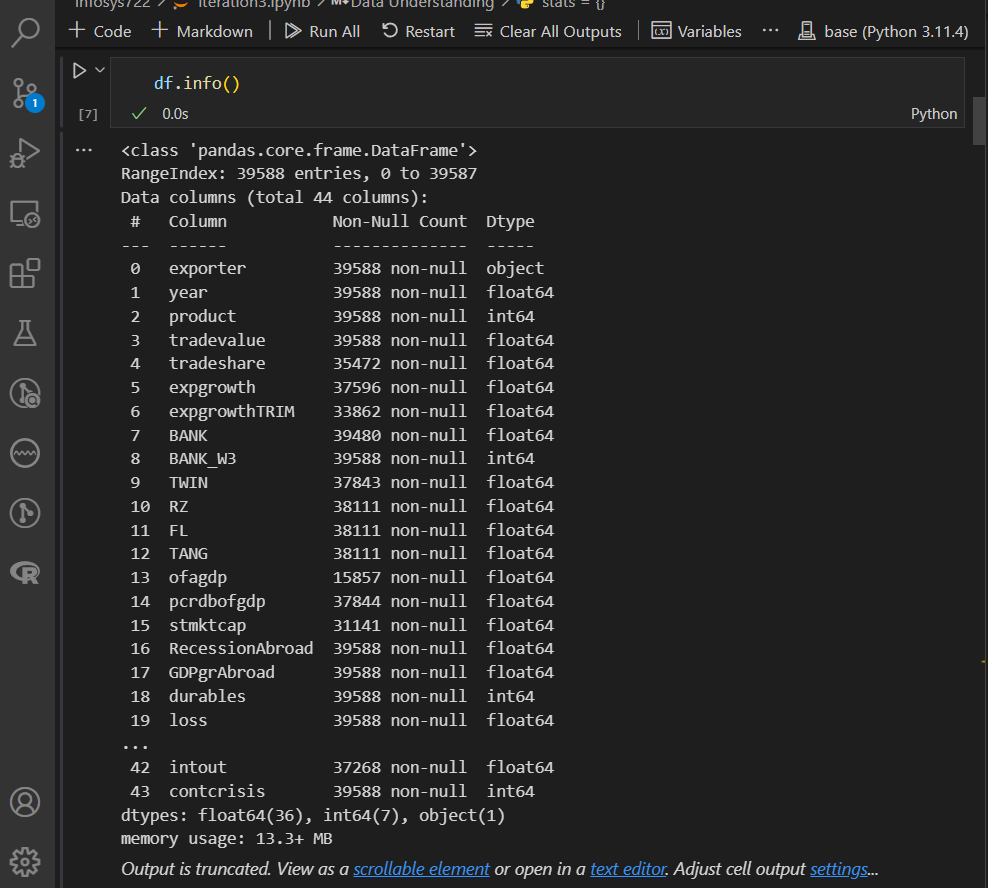 infosys722 > iteration3.ipynb > M↓Data Understanding > stats = {}
+ Code + Markdown | Run All Restart Clear All Outputs | Variables ... base (Python 3.11.4)
df.info()
[7] 0.0s Python
1
... <class 'pandas.core.frame.DataFrame'>
RangeIndex: 39588 entries, 0 to 39587
Data columns (total 44 columns):
# Column Non-Null Count Dtype
--- ------ -------------- -----
0 exporter 39588 non-null object
1 year 39588 non-null float64
2 product 39588 non-null int64
3 tradevalue 39588 non-null float64
4 tradeshare 35472 non-null float64
5 expgrowth 37596 non-null float64
6 expgrowthTRIM 33862 non-null float64
7 BANK 39480 non-null float64
8 BANK_W3 39588 non-null int64
9 TWIN 37843 non-null float64
10 RZ 38111 non-null float64
11 FL 38111 non-null float64
12 TANG 38111 non-null float64
13 ofagdp 15857 non-null float64
14 pcrdbofgdp 37844 non-null float64
15 stmktcap 31141 non-null float64
16 RecessionAbroad 39588 non-null float64
17 GDPgrAbroad 39588 non-null float64
18 durables 39588 non-null int64
19 loss 39588 non-null float64
...
42 intout 37268 non-null float64
43 contcrisis 39588 non-null int64
dtypes: float64(36), int64(7), object(1)
memory usage: 13.3+ MB
Output is truncated. View as a scrollable element or open in a text editor. Adjust cell output settings...
R